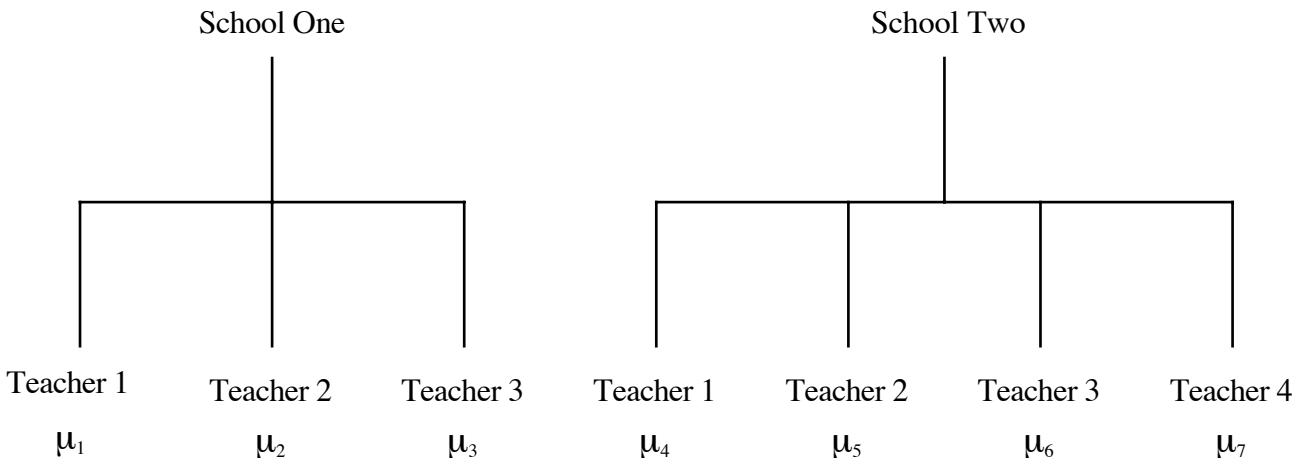 School One School Two
Teacher 1 Teacher 2 Teacher 3 Teacher 1 Teacher 2 Teacher 3 Teacher 4
μ₁ μ₂ μ₃ μ₄ μ₅ μ₆ μ₇